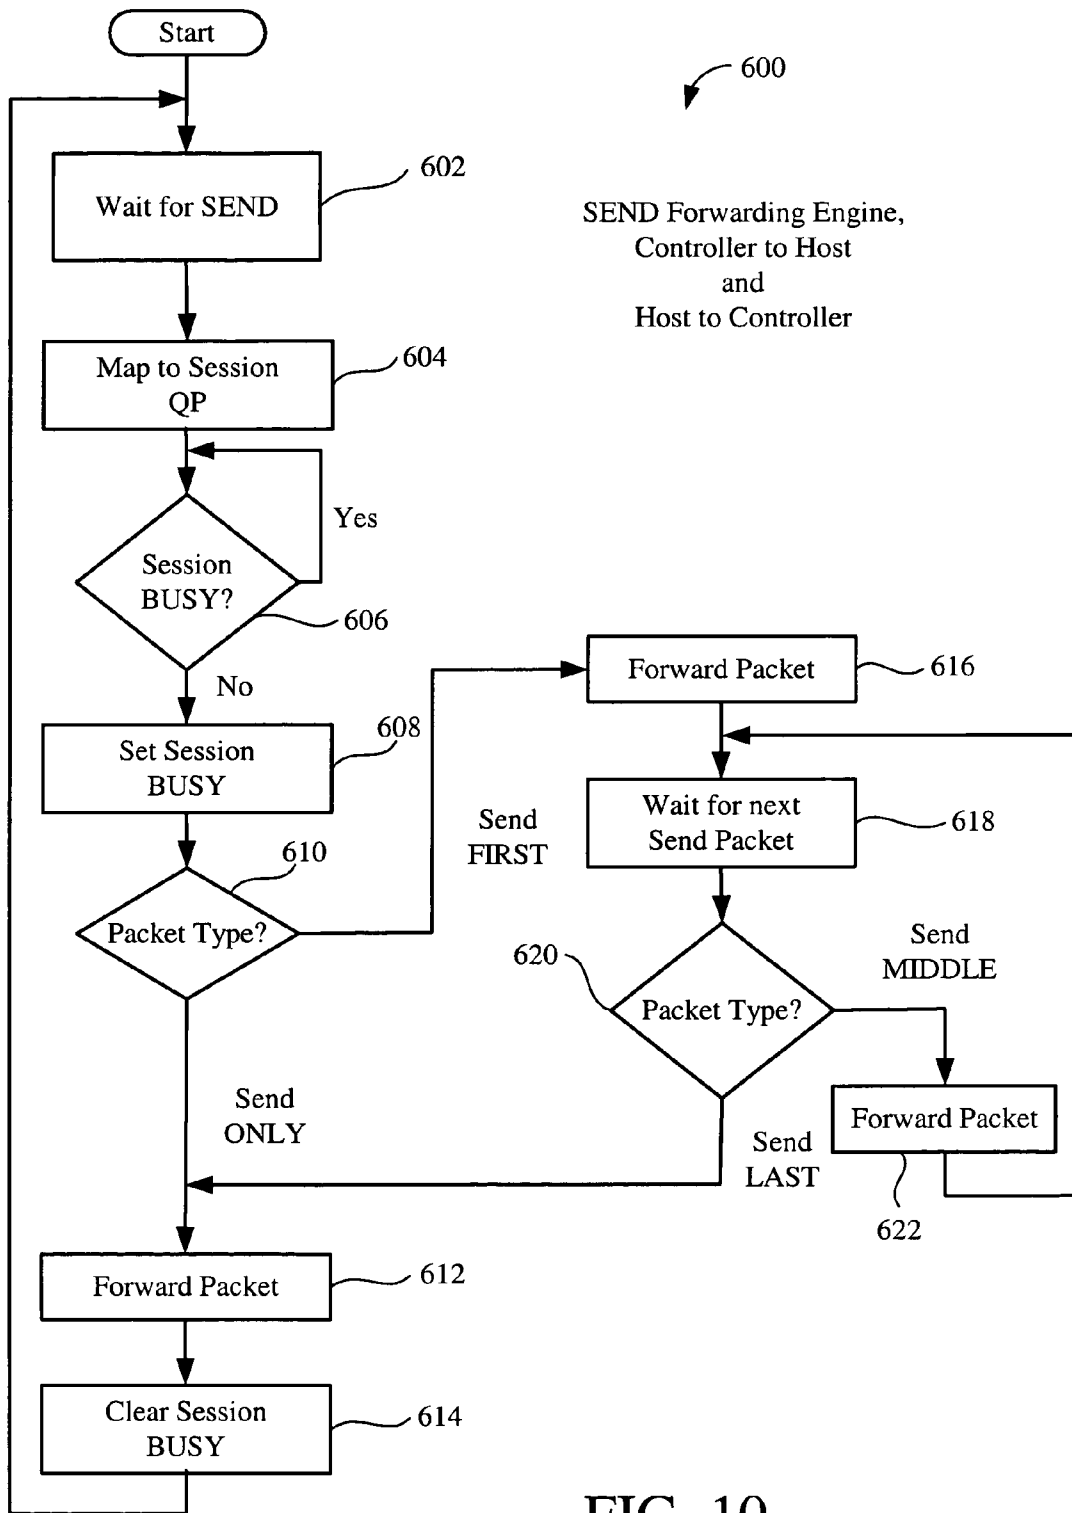 Start
600
Wait for SEND
602
SEND Forwarding Engine,
Controller to Host
and
Host to Controller
Map to Session
QP
604
Yes
Session
BUSY?
606
No
Set Session
BUSY
608
Forward Packet
616
Wait for next
Send Packet
618
Send
FIRST
610
Packet Type?
620
Packet Type?
Send
MIDDLE
Forward Packet
622
Send
ONLY
Send
LAST
Forward Packet
612
Clear Session
BUSY
614
FIG. 10